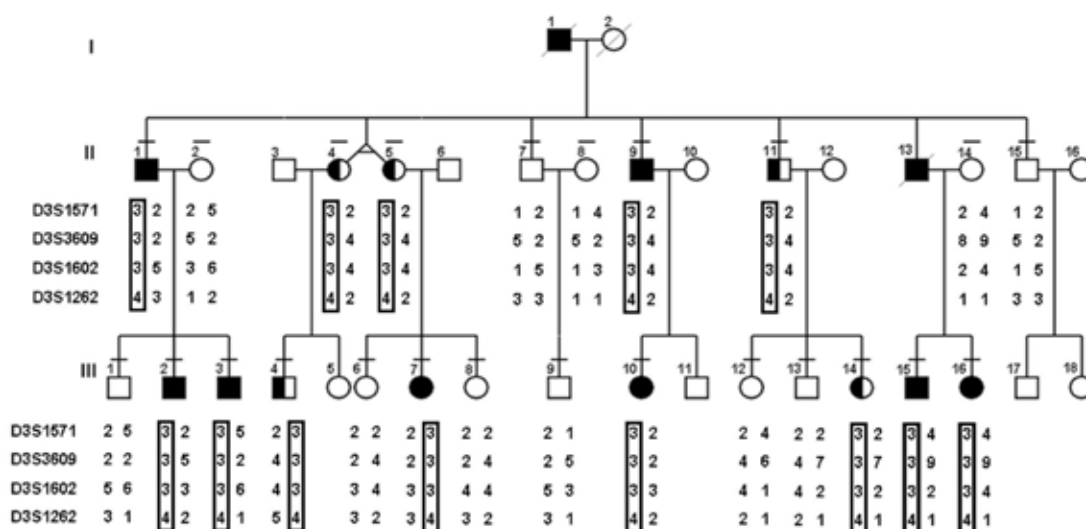 1 2
I
II
1 2 3 4 5 6 7 8 9 10 11 12 13 14 15 16
D3S1571 3 2 2 5 3 2 3 2 1 2 1 4 3 2 3 2 2 4 1 2
D3S3609 3 2 5 2 3 4 3 4 5 2 5 2 3 4 3 4 8 9 5 2
D3S1602 3 5 3 6 3 4 3 4 1 5 1 3 3 4 3 4 2 4 1 5
D3S1262 4 3 1 2 4 2 4 2 3 3 1 1 4 2 4 2 1 1 3 3
III
1 2 3 4 5 6 7 8 9 10 11 12 13 14 15 16 17 18
D3S1571 2 5 3 2 3 5 2 3 2 2 2 3 2 2 2 1 3 2 2 4 2 2 3 2 3 4 3 4
D3S3609 2 2 3 5 3 2 4 3 2 4 2 3 2 4 2 5 3 2 4 6 4 7 3 7 3 9 3 9
D3S1602 5 6 3 3 3 6 4 3 3 4 3 3 4 4 5 3 3 3 4 1 4 2 3 2 3 2 3 4
D3S1262 3 1 4 2 4 1 5 4 3 2 3 4 3 2 3 1 4 1 2 1 2 1 4 1 4 1 4 1